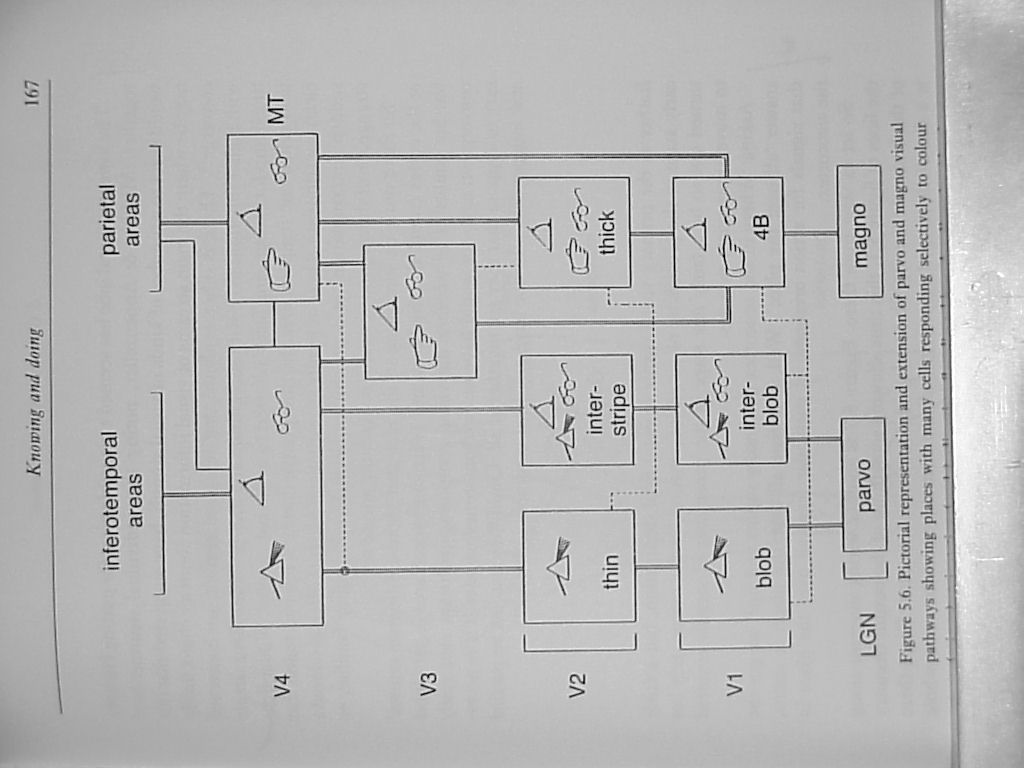 Knowing and doing 167
inferotemporal
areas
parietal
areas
V4
MT
V3
V2
thin
inter-
stripe
thick
V1
blob
inter-
blob
4B
LGN
parvo
magno
Figure 5.6. Pictorial representation and extension of parvo and magno visual
pathways showing places with many cells responding selectively to colour